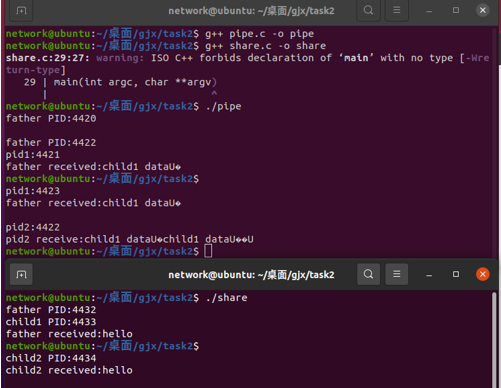 network@ubuntu: ~/桌面/gjx/task2
network@ubuntu:~/桌面/gjx/task2$ g++ pipe.c -o pipe
network@ubuntu:~/桌面/gjx/task2$ g++ share.c -o share
share.c:29:27: warning: ISO C++ forbids declaration of ‘main’ with no type [-Wre
turn-type]
   29 | main(int argc, char **argv)
      |                           ^
network@ubuntu:~/桌面/gjx/task2$ ./pipe
father PID:4420

father PID:4422
pid1:4421
father received:child1 dataU�
network@ubuntu:~/桌面/gjx/task2$
pid1:4423
father received:child1 dataU�

pid2:4422
pid2 receive:child1 dataU�child1 dataU��U
network@ubuntu:~/桌面/gjx/task2$
network@ubuntu: ~/桌面/gjx/task2
network@ubuntu:~/桌面/gjx/task2$ ./share
father PID:4432
child1 PID:4433
father received:hello
network@ubuntu:~/桌面/gjx/task2$
child2 PID:4434
child2 received:hello